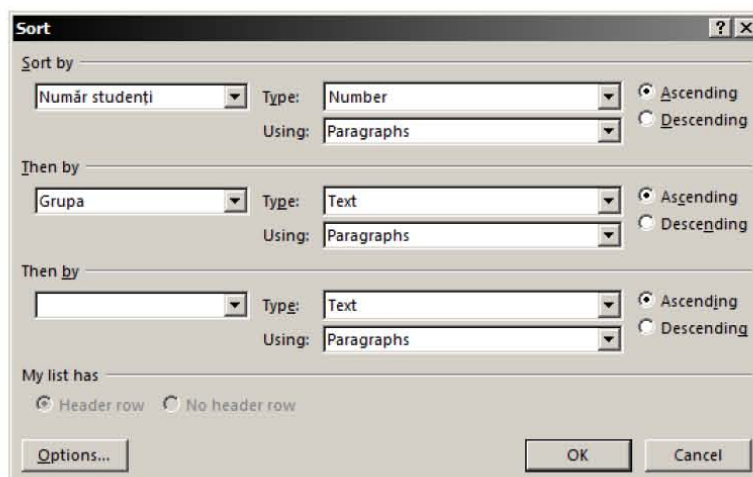 Sort
Sort by
Număr studenți Type: Number Ascending
Using: Paragraphs Descending
Then by
Grupa Type: Text Ascending
Using: Paragraphs Descending
Then by
Type: Text Ascending
Using: Paragraphs Descending
My list has
Header row No header row
Options... OK Cancel